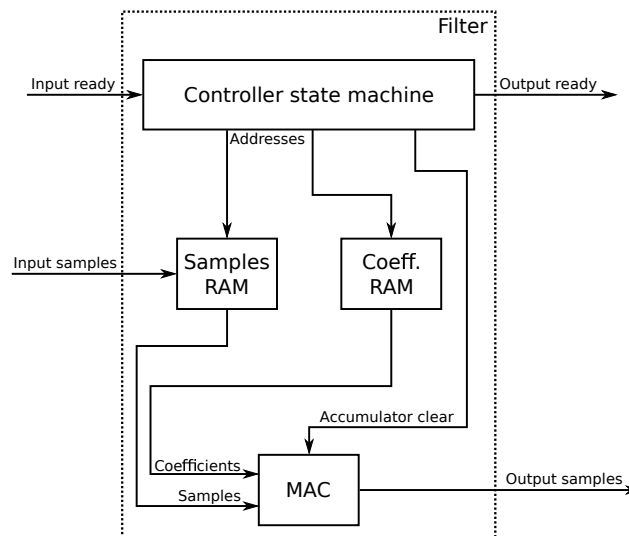 Filter
Input ready
Controller state machine
Output ready
Addresses
Input samples
Samples
RAM
Coeff.
RAM
Accumulator clear
Coefficients
Samples
MAC
Output samples